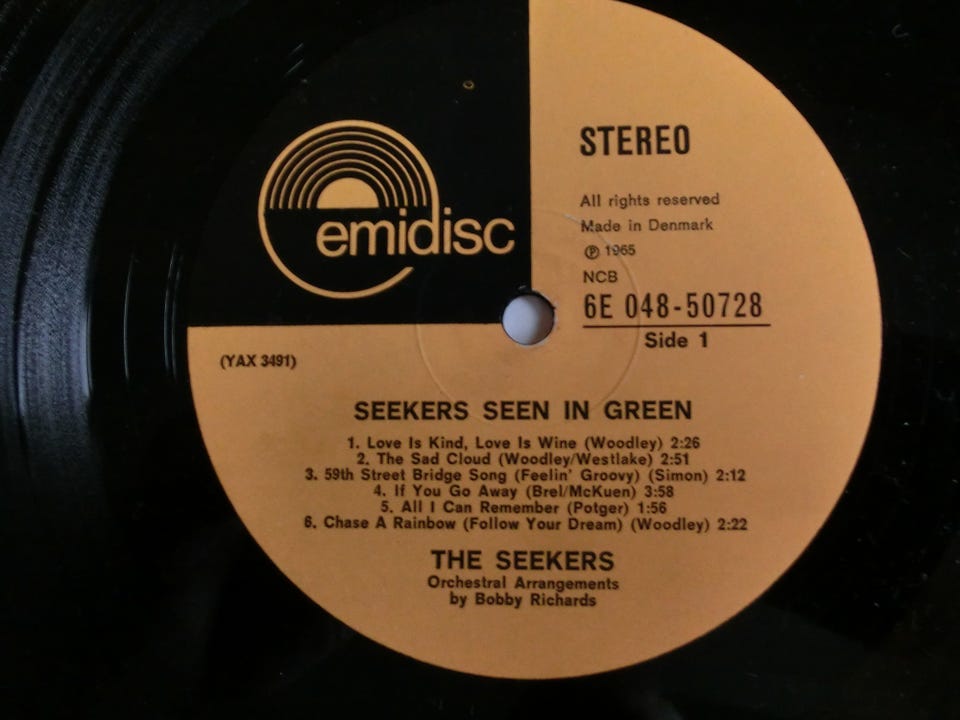 emidisc
STEREO
All rights reserved
Made in Denmark
℗ 1965
NCB
6E 048-50728
Side 1
(YAX 3491)
SEEKERS SEEN IN GREEN
1. Love Is Kind, Love Is Wine (Woodley) 2:26
2. The Sad Cloud (Woodley/Westlake) 2:51
3. 59th Street Bridge Song (Feelin' Groovy) (Simon) 2:12
4. If You Go Away (Brel/McKuen) 3:58
5. All I Can Remember (Potger) 1:56
6. Chase A Rainbow (Follow Your Dream) (Woodley) 2:22
THE SEEKERS
Orchestral Arrangements
by Bobby Richards